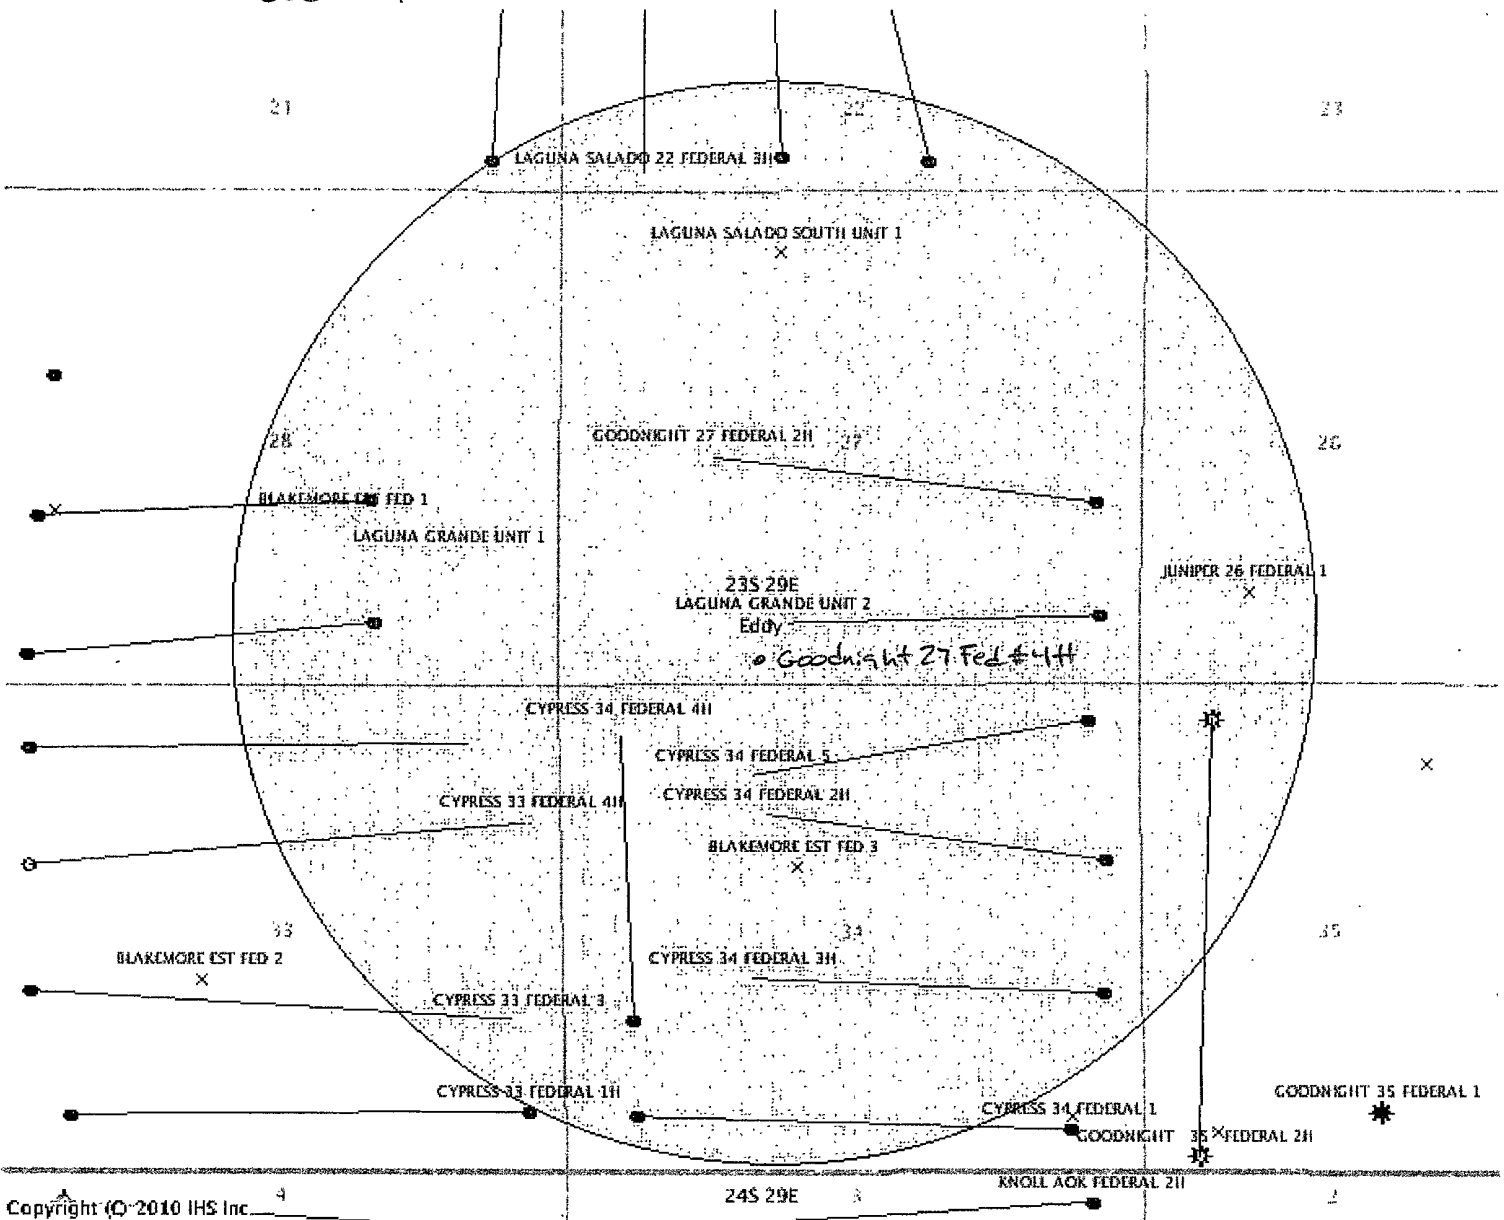 21
22
23
LAGUNA SALADO 22 FEDERAL 3H
LAGUNA SALADO SOUTH UNIT 1
28
GOODNIGHT 27 FEDERAL 2H
27
26
BLAKEMORE EST FED 1
LAGUNA GRANDE UNIT 1
JUNIPER 26 FEDERAL 1
23S 29E
LAGUNA GRANDE UNIT 2
Eddy
Goodnight 27 Fed #4H
CYPRESS 34 FEDERAL 4H
CYPRESS 34 FEDERAL 5
CYPRESS 33 FEDERAL 4H
CYPRESS 34 FEDERAL 2H
BLAKEMORE EST FED 3
33
34
35
BLAKEMORE EST FED 2
CYPRESS 34 FEDERAL 3H
CYPRESS 33 FEDERAL 3
CYPRESS 33 FEDERAL 1H
CYPRESS 34 FEDERAL 1
GOODNIGHT 35 FEDERAL 1
GOODNIGHT 35 FEDERAL 2H
KNOLL AOK FEDERAL 2H
4
24S 29E
3
2
Copyright (C) 2010 IHS Inc.